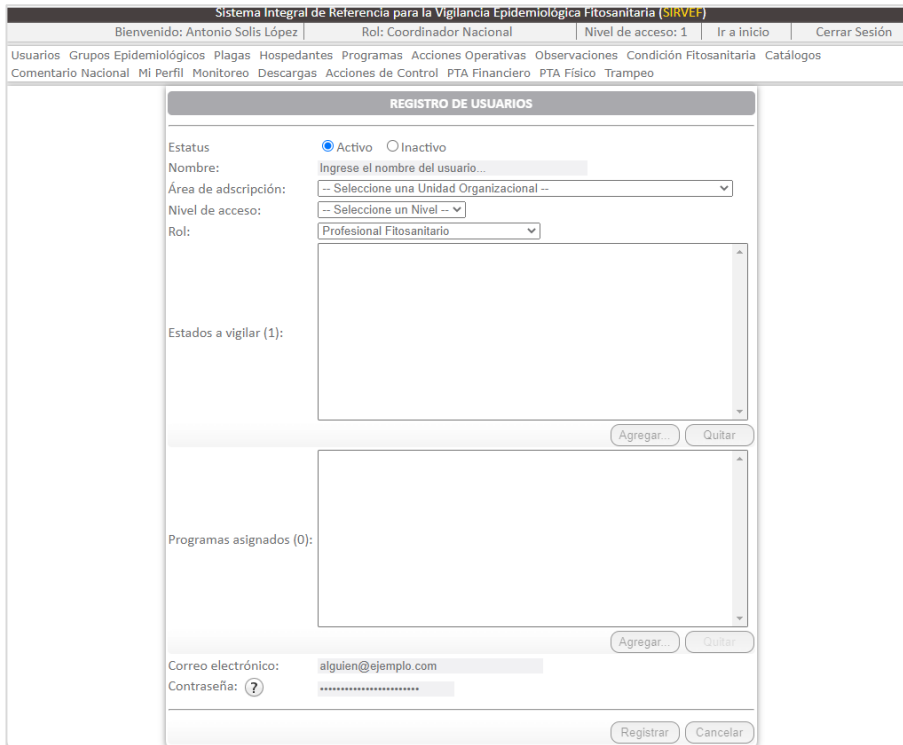 Sistema Integral de Referencia para la Vigilancia Epidemiológica Fitosanitaria (SIRVEF)
Bienvenido: Antonio Solis López Rol: Coordinador Nacional Nivel de acceso: 1 Ir a inicio Cerrar Sesión
Usuarios Grupos Epidemiológicos Plagas Hospedantes Programas Acciones Operativas Observaciones Condición Fitosanitaria Catálogos
Comentario Nacional Mi Perfil Monitoreo Descargas Acciones de Control PTA Financiero PTA Físico Trampeo
REGISTRO DE USUARIOS
Estatus Activo Inactivo
Nombre: Ingrese el nombre del usuario...
Área de adscripción: -- Seleccione una Unidad Organizacional --
Nivel de acceso: -- Seleccione un Nivel --
Rol: Profesional Fitosanitario
Estados a vigilar (1):
Agregar... Quitar
Programas asignados (0):
Agregar... Quitar
Correo electrónico: alguien@ejemplo.com
Contraseña: ? ••••••••••••••••••••••••
Registrar Cancelar